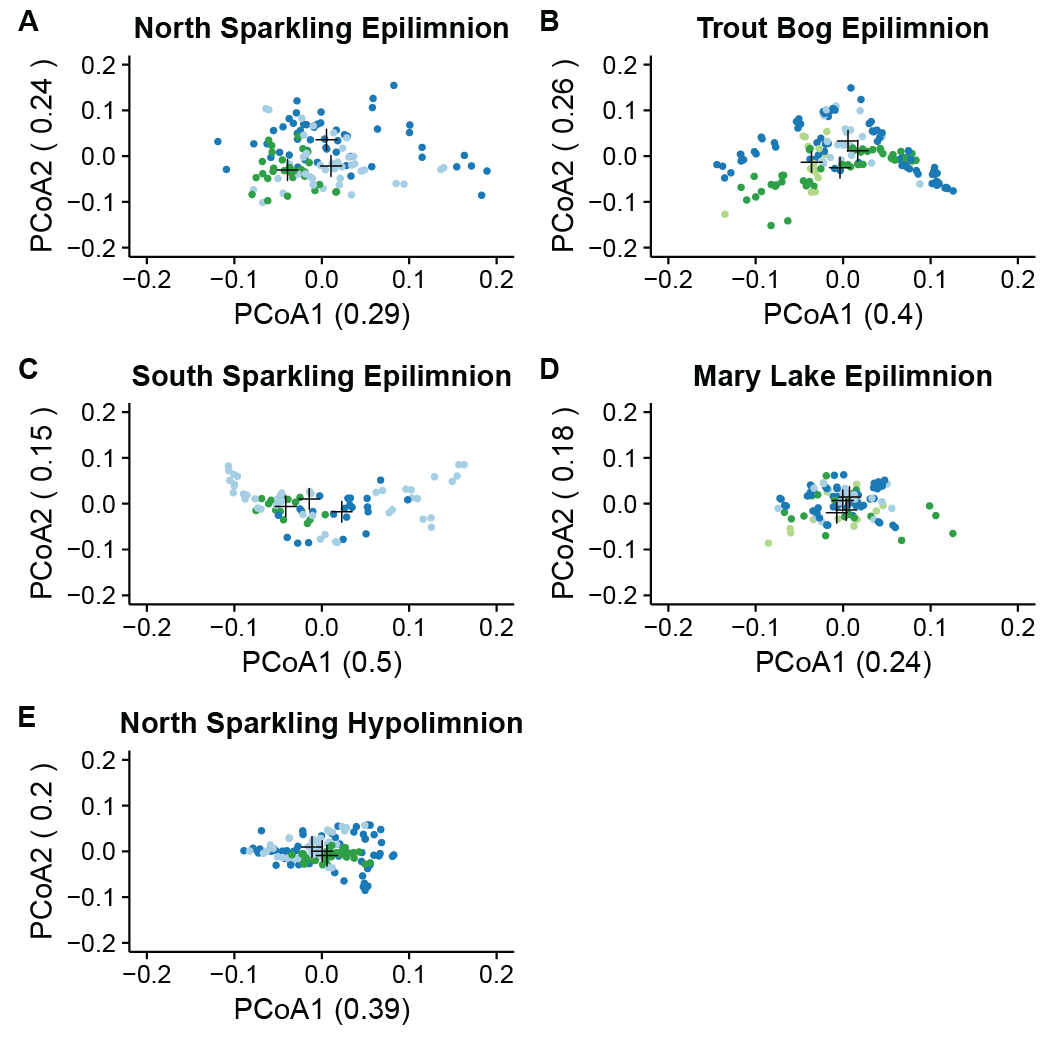 A
North Sparkling Epilimnion
PCoA2 ( 0.24 )
0.2
0.1
0.0
−0.1
−0.2
−0.2 −0.1 0.0 0.1 0.2
PCoA1 (0.29)
B
Trout Bog Epilimnion
PCoA2 ( 0.26 )
0.2
0.1
0.0
−0.1
−0.2
−0.2 −0.1 0.0 0.1 0.2
PCoA1 (0.4)
C
South Sparkling Epilimnion
PCoA2 ( 0.15 )
0.2
0.1
0.0
−0.1
−0.2
−0.2 −0.1 0.0 0.1 0.2
PCoA1 (0.5)
D
Mary Lake Epilimnion
PCoA2 ( 0.18 )
0.2
0.1
0.0
−0.1
−0.2
−0.2 −0.1 0.0 0.1 0.2
PCoA1 (0.24)
E
North Sparkling Hypolimnion
PCoA2 ( 0.2 )
0.2
0.1
0.0
−0.1
−0.2
−0.2 −0.1 0.0 0.1 0.2
PCoA1 (0.39)